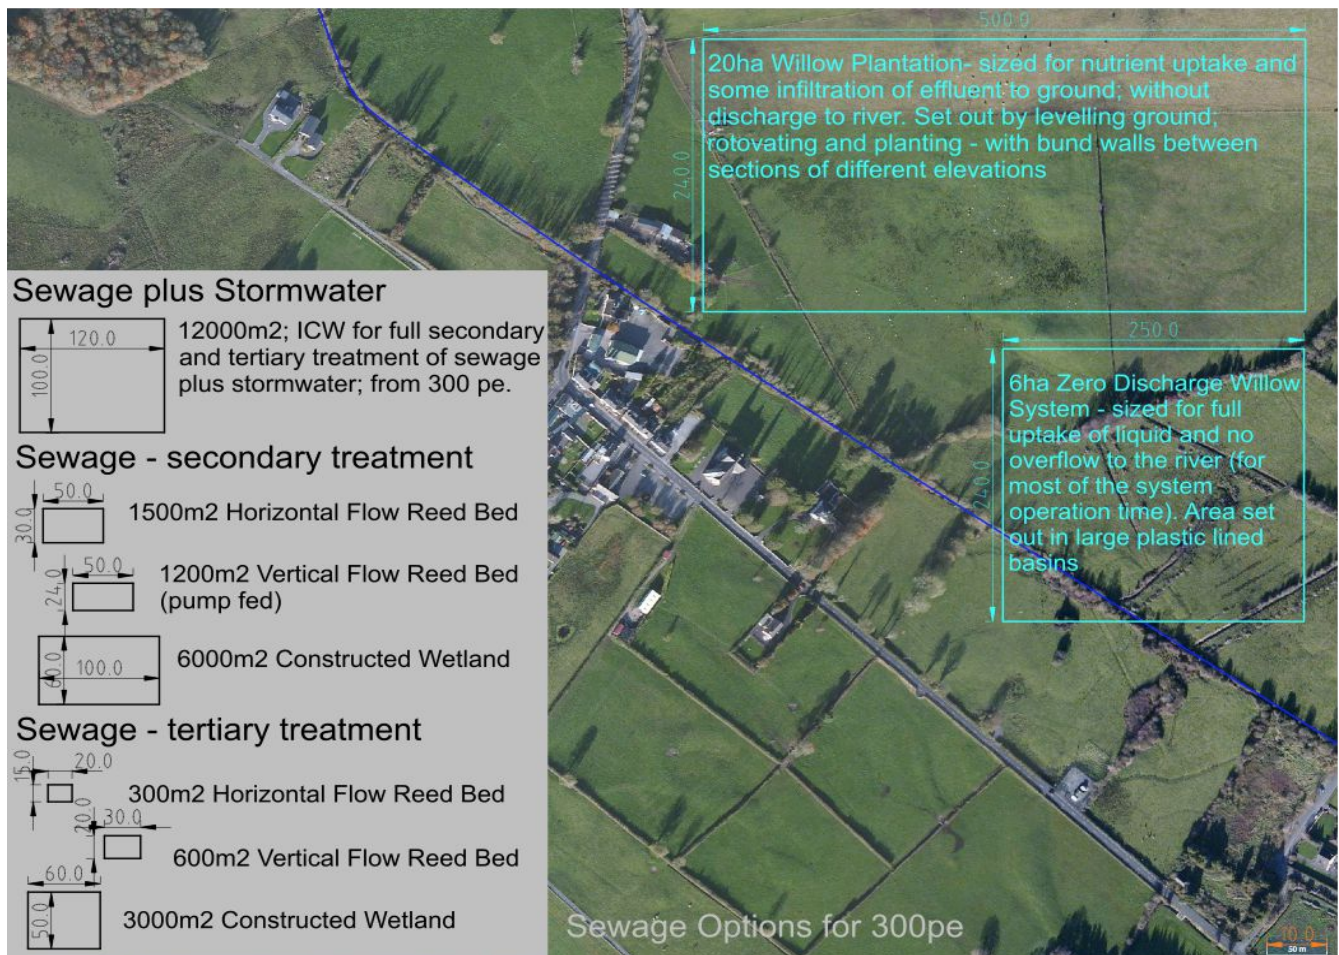 500.0
240.0
20ha Willow Plantation- sized for nutrient uptake and
some infiltration of effluent to ground; without
discharge to river. Set out by levelling ground;
rotovating and planting - with bund walls between
sections of different elevations
250.0
240.0
6ha Zero Discharge Willow
System - sized for full
uptake of liquid and no
overflow to the river (for
most of the system
operation time). Area set
out in large plastic lined
basins
Sewage plus Stormwater
120.0
100.0
12000m2; ICW for full secondary
and tertiary treatment of sewage
plus stormwater; from 300 pe.
Sewage - secondary treatment
50.0
30.0
1500m2 Horizontal Flow Reed Bed
50.0
24.0
1200m2 Vertical Flow Reed Bed
(pump fed)
60.0
100.0
6000m2 Constructed Wetland
Sewage - tertiary treatment
15.0
20.0
300m2 Horizontal Flow Reed Bed
20.0
30.0
600m2 Vertical Flow Reed Bed
60.0
50.0
3000m2 Constructed Wetland
Sewage Options for 300pe
50 m